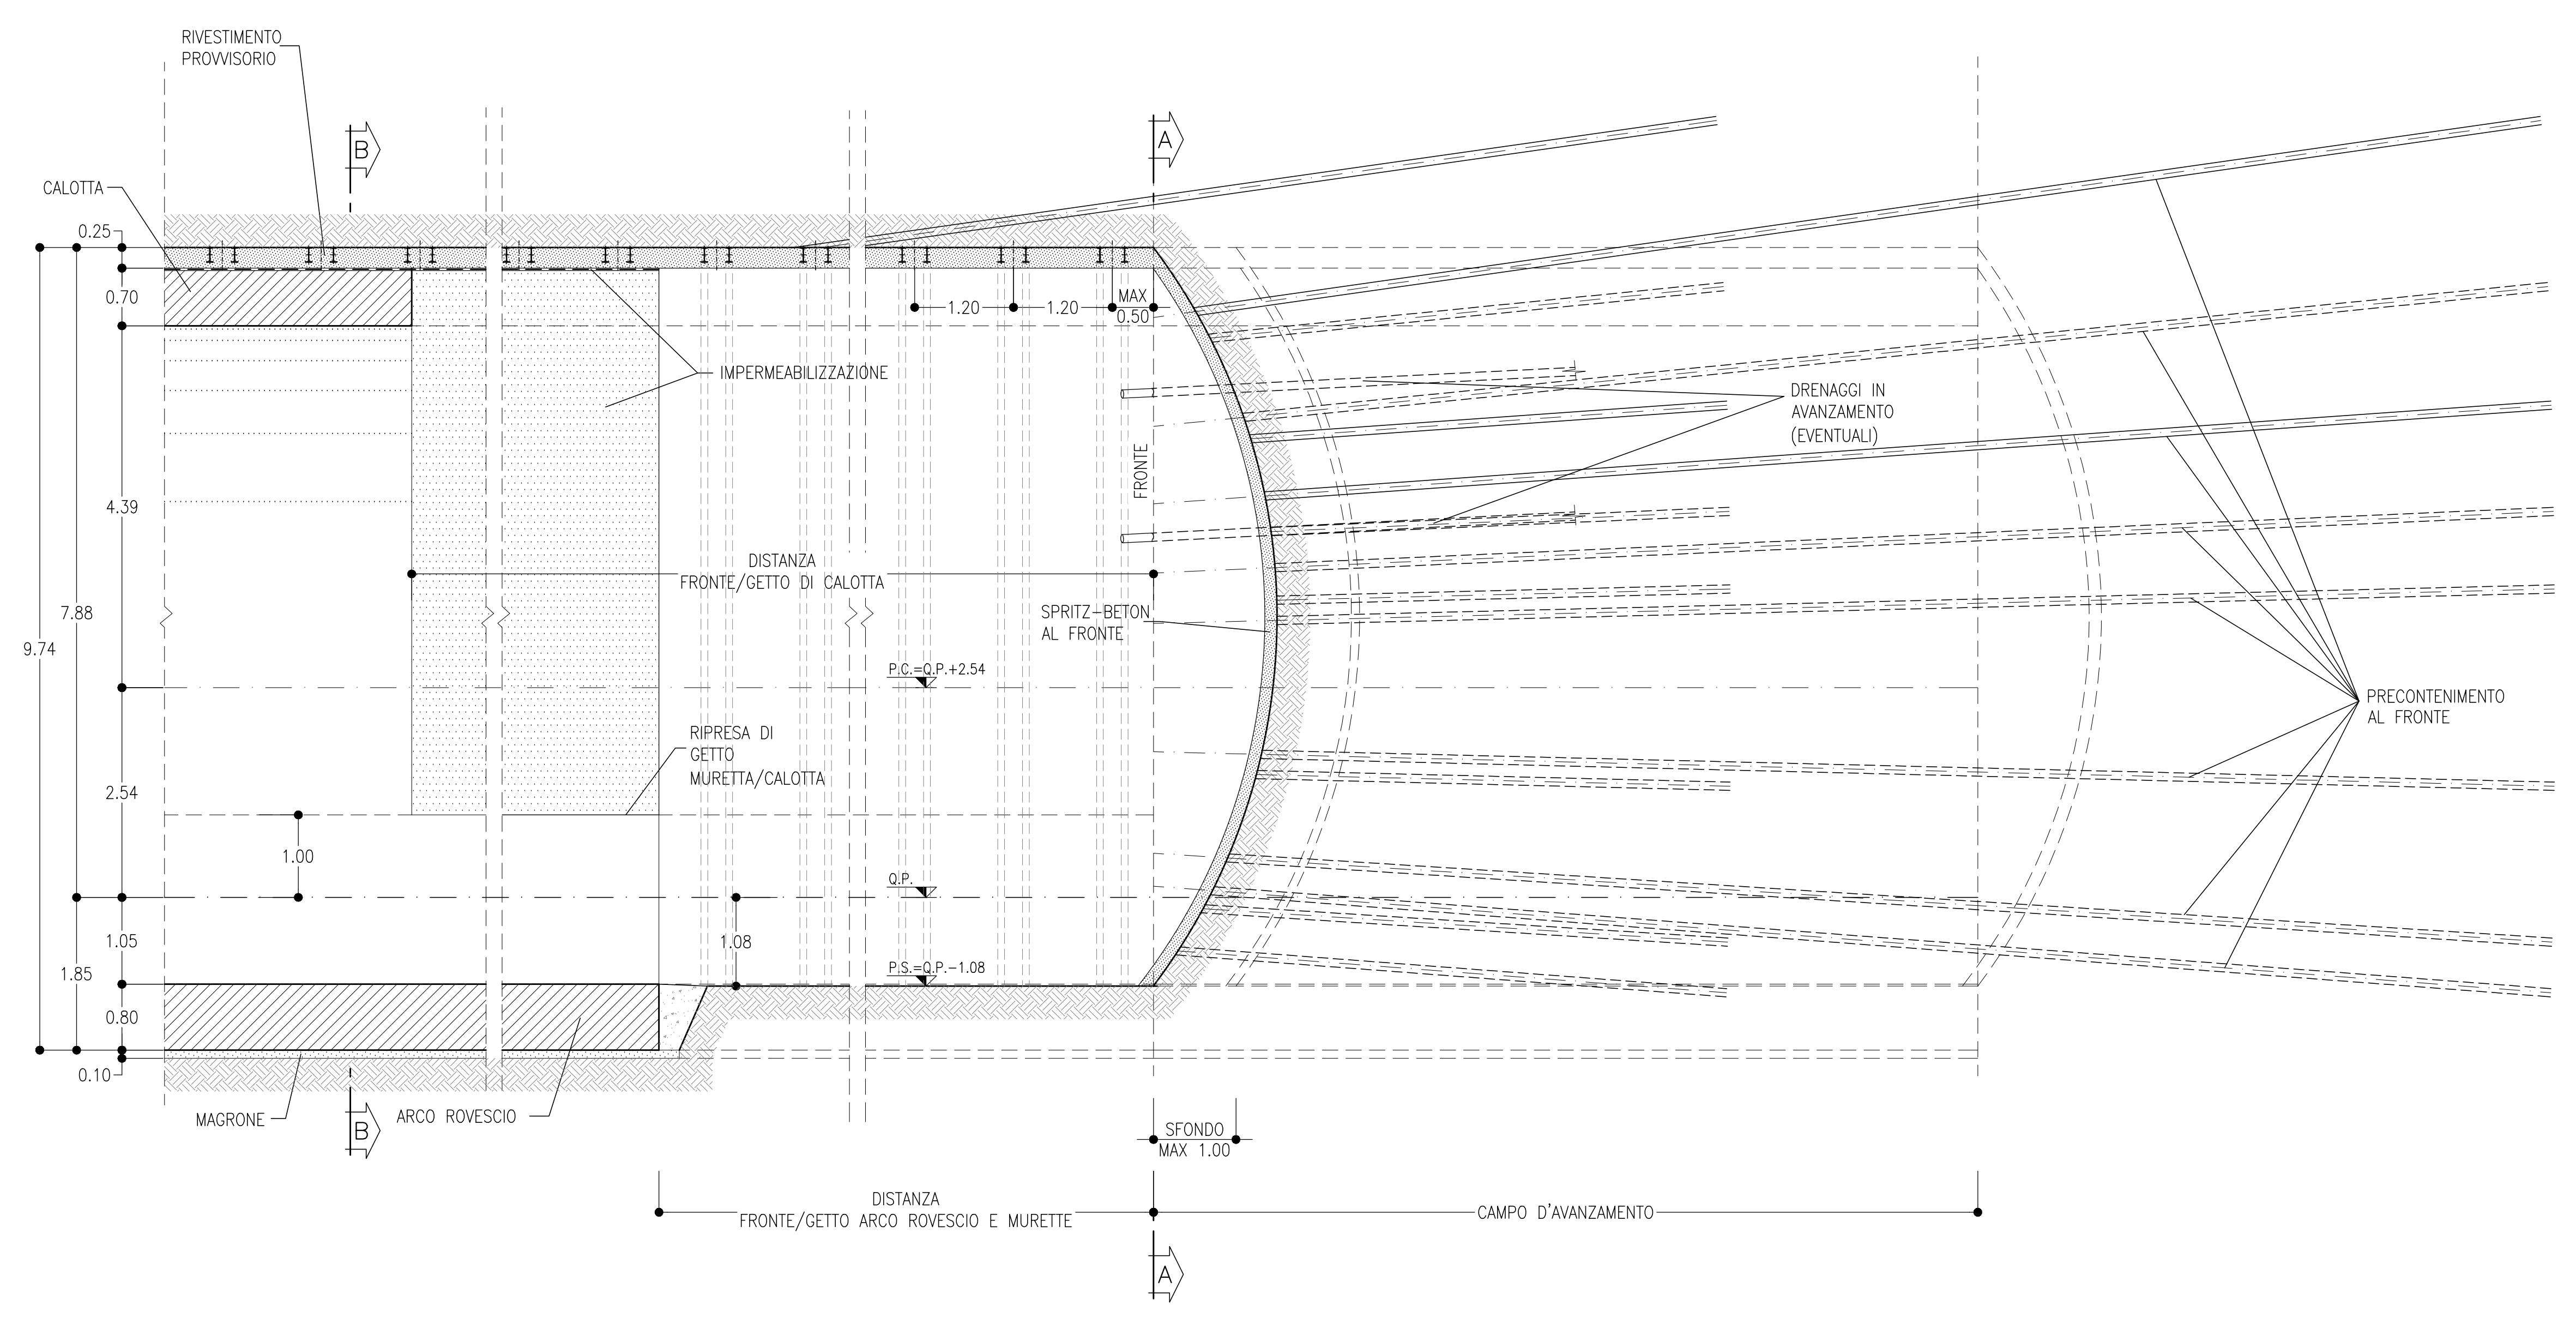 RIVESTIMENTO
PROVVISORIO
B
A
CALOTTA
0.25
0.70
1.20
1.20
MAX
0.50
IMPERMEABILIZZAZIONE
DRENAGGI IN
AVANZAMENTO
(EVENTUALI)
FRONTE
4.39
DISTANZA
FRONTE/GETTO DI CALOTTA
7.88
9.74
SPRITZ-BETON
AL FRONTE
P.C.=Q.P.+2.54
PRECONTENIMENTO
AL FRONTE
RIPRESA DI
GETTO
MURETTA/CALOTTA
2.54
1.00
Q.P.
1.05
1.08
1.85
P.S.=Q.P.-1.08
0.80
0.10
MAGRONE
B
ARCO ROVESCIO
SFONDO
MAX 1.00
DISTANZA
FRONTE/GETTO ARCO ROVESCIO E MURETTE
CAMPO D'AVANZAMENTO
A